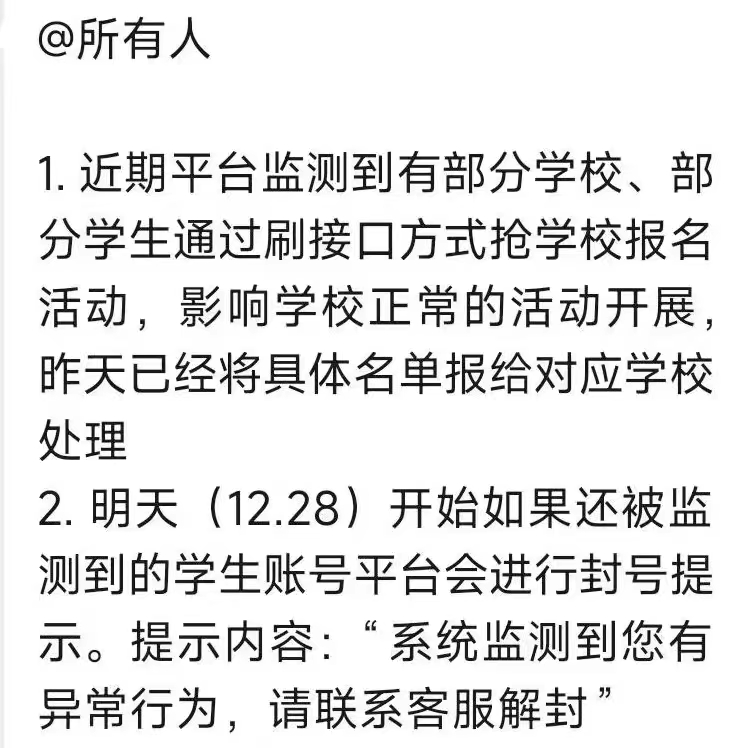 @所有人
1. 近期平台监测到有部分学校、部
分学生通过刷接口方式抢学校报名
活动，影响学校正常的活动开展，
昨天已经将具体名单报给对应学校
处理
2. 明天（12.28）开始如果还被监
测到的学生账号平台会进行封号提
示。提示内容：“系统监测到您有
异常行为，请联系客服解封”